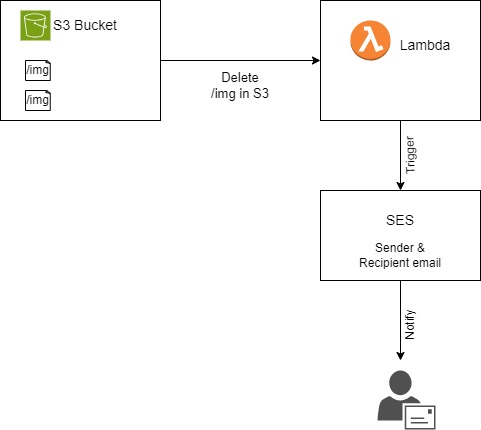 S3 Bucket
/img
/img
Delete
/img in S3
Lambda
Trigger
SES
Sender &
Recipient email
Notify